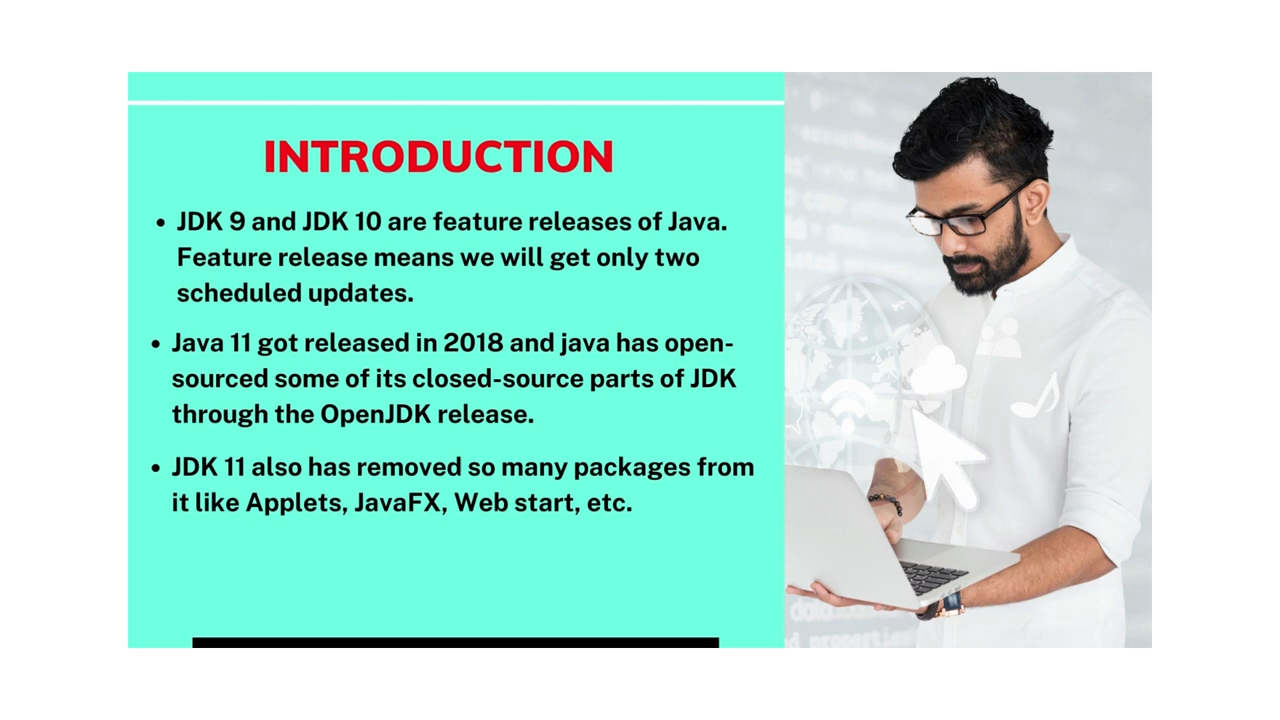 INTRODUCTION
• JDK 9 and JDK 10 are feature releases of Java.
Feature release means we will get only two
scheduled updates.
• Java 11 got released in 2018 and java has open-
sourced some of its closed-source parts of JDK
through the OpenJDK release.
• JDK 11 also has removed so many packages from
it like Applets, JavaFX, Web start, etc.